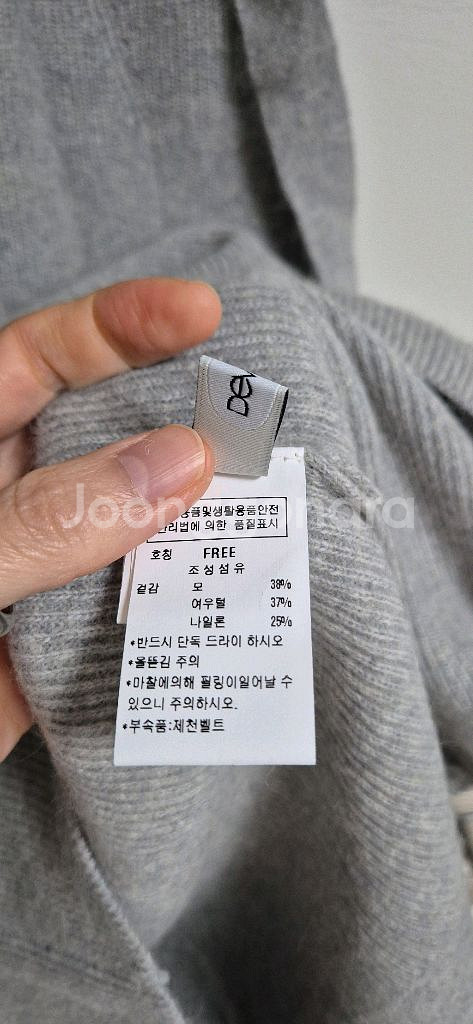 Joonggonara
용품및생활용품안전
관리법에 의한 품질표시
호칭 FREE
조성섬유
겉감 모 38%
여우털 37%
나일론 25%
*반드시 단독 드라이 하시오
*올뜯김 주의
*마찰에의해 필링이일어날 수
있으니 주의하시오.
*부속품:제천벨트